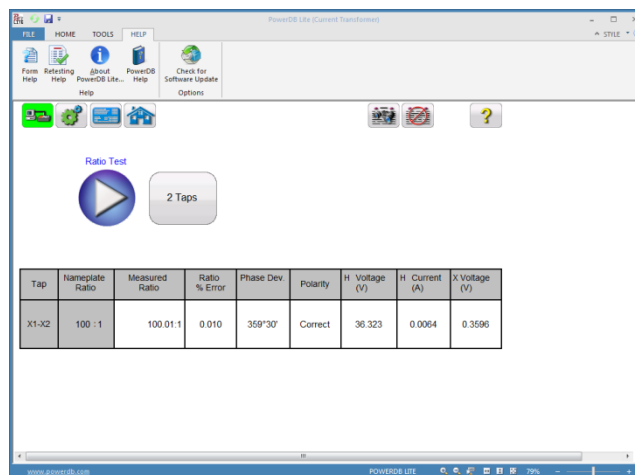 PowerDB Lite (Current Transformer)
FILE HOME TOOLS HELP STYLE
Form Help Retesting Help About PowerDB Lite... PowerDB Help Check for Software Update
Help Options
Ratio Test
2 Taps
Tap Nameplate Ratio Measured Ratio Ratio % Error Phase Dev. Polarity H Voltage (V) H Current (A) X Voltage (V)
X1-X2 100 : 1 100.01:1 0.010 359°30' Correct 36.323 0.0064 0.3596
www.powerdb.com POWERDB LITE 79%